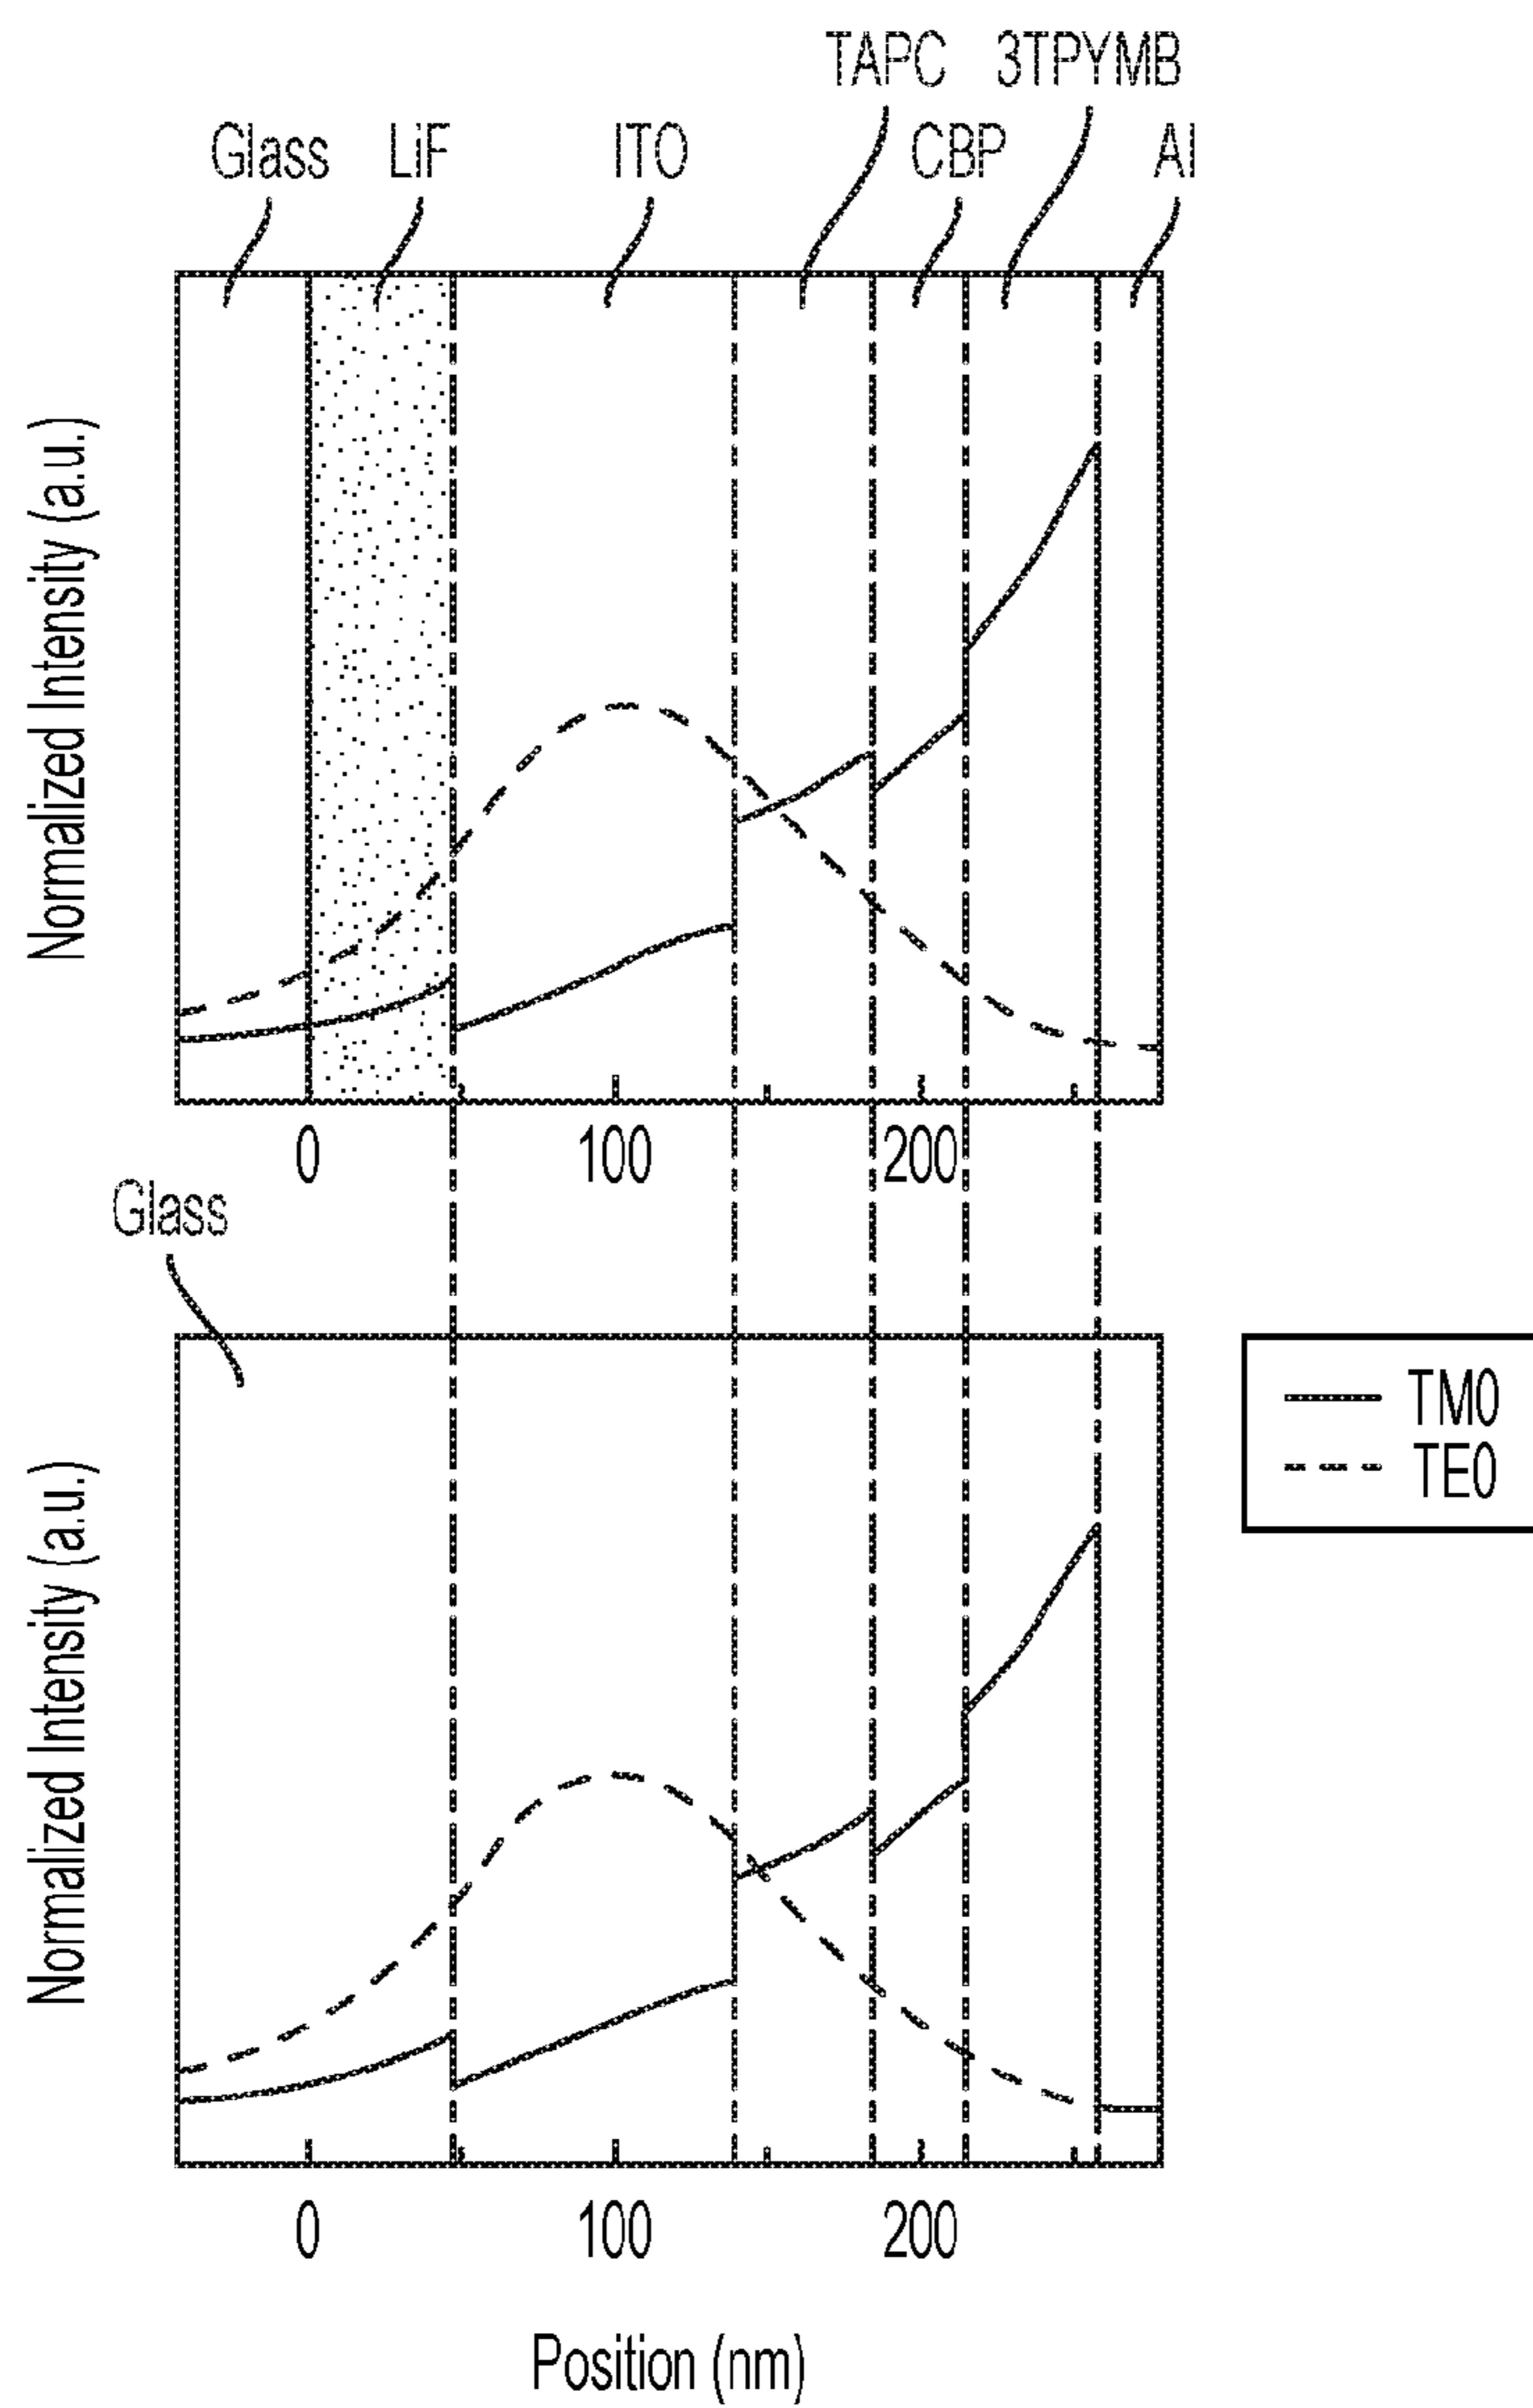 TAPC 3TPYMB
Glass LiF ITO CBP Al
Normalized Intensity (a.u.)
0 100 200
Glass
Normalized Intensity (a.u.)
TM0
TE0
0 100 200
Position (nm)